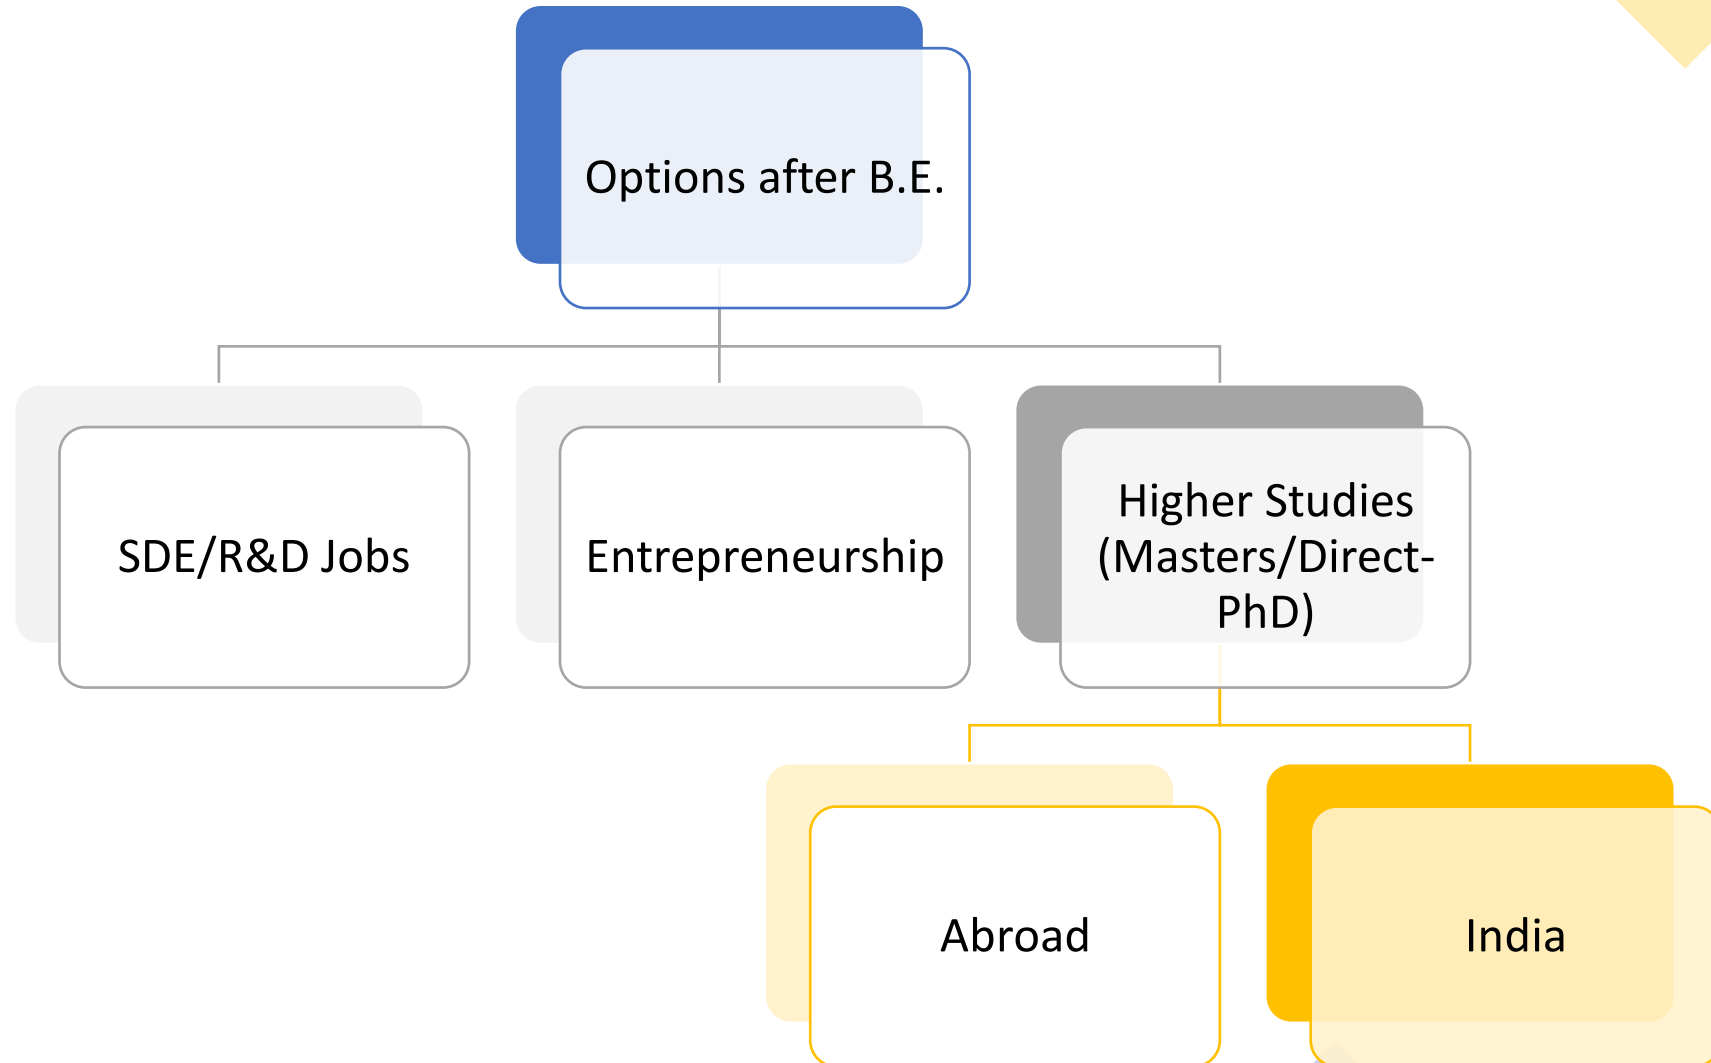 Options after B.E.
SDE/R&D Jobs
Entrepreneurship
Higher Studies
(Masters/Direct-
PhD)
Abroad
India